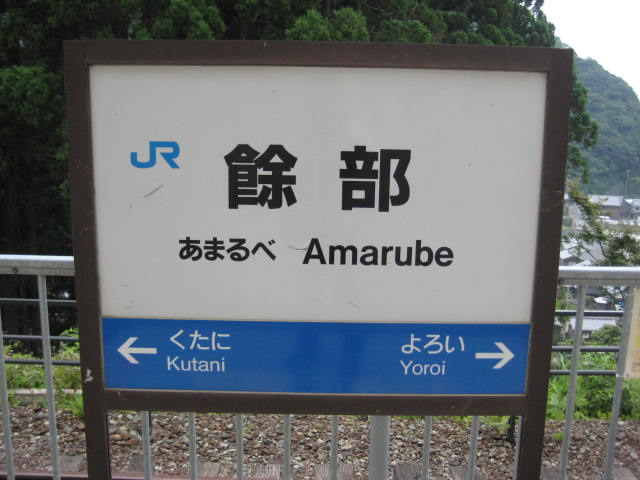 JR 餘部
あまるべ Amarube
← くたに よろい →
Kutani Yoroi